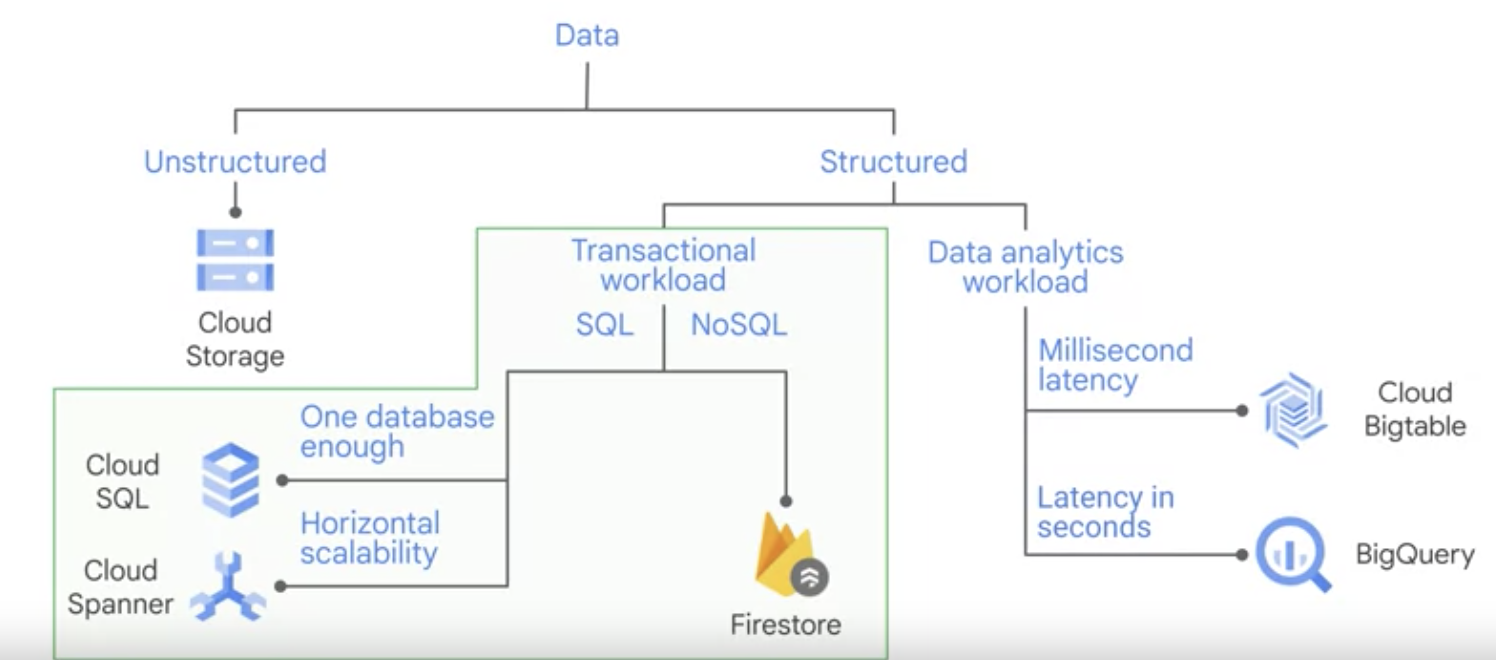 Data
Unstructured
Structured
Cloud
Storage
Transactional
workload
SQL
NoSQL
Data analytics
workload
One database
enough
Cloud
SQL
Horizontal
scalability
Cloud
Spanner
Firestore
Millisecond
latency
Cloud
Bigtable
Latency in
seconds
BigQuery